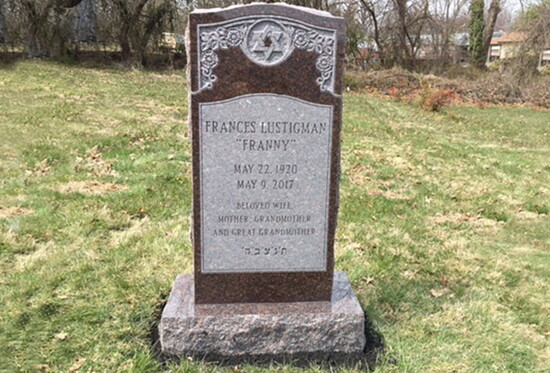 FRANCES LUSTIGMAN
"FRANNY"
MAY 22, 1920
MAY 9, 2017
BELOVED WIFE
MOTHER, GRANDMOTHER
AND GREAT GRANDMOTHER
ת׳נ׳צ׳ב׳ה׳